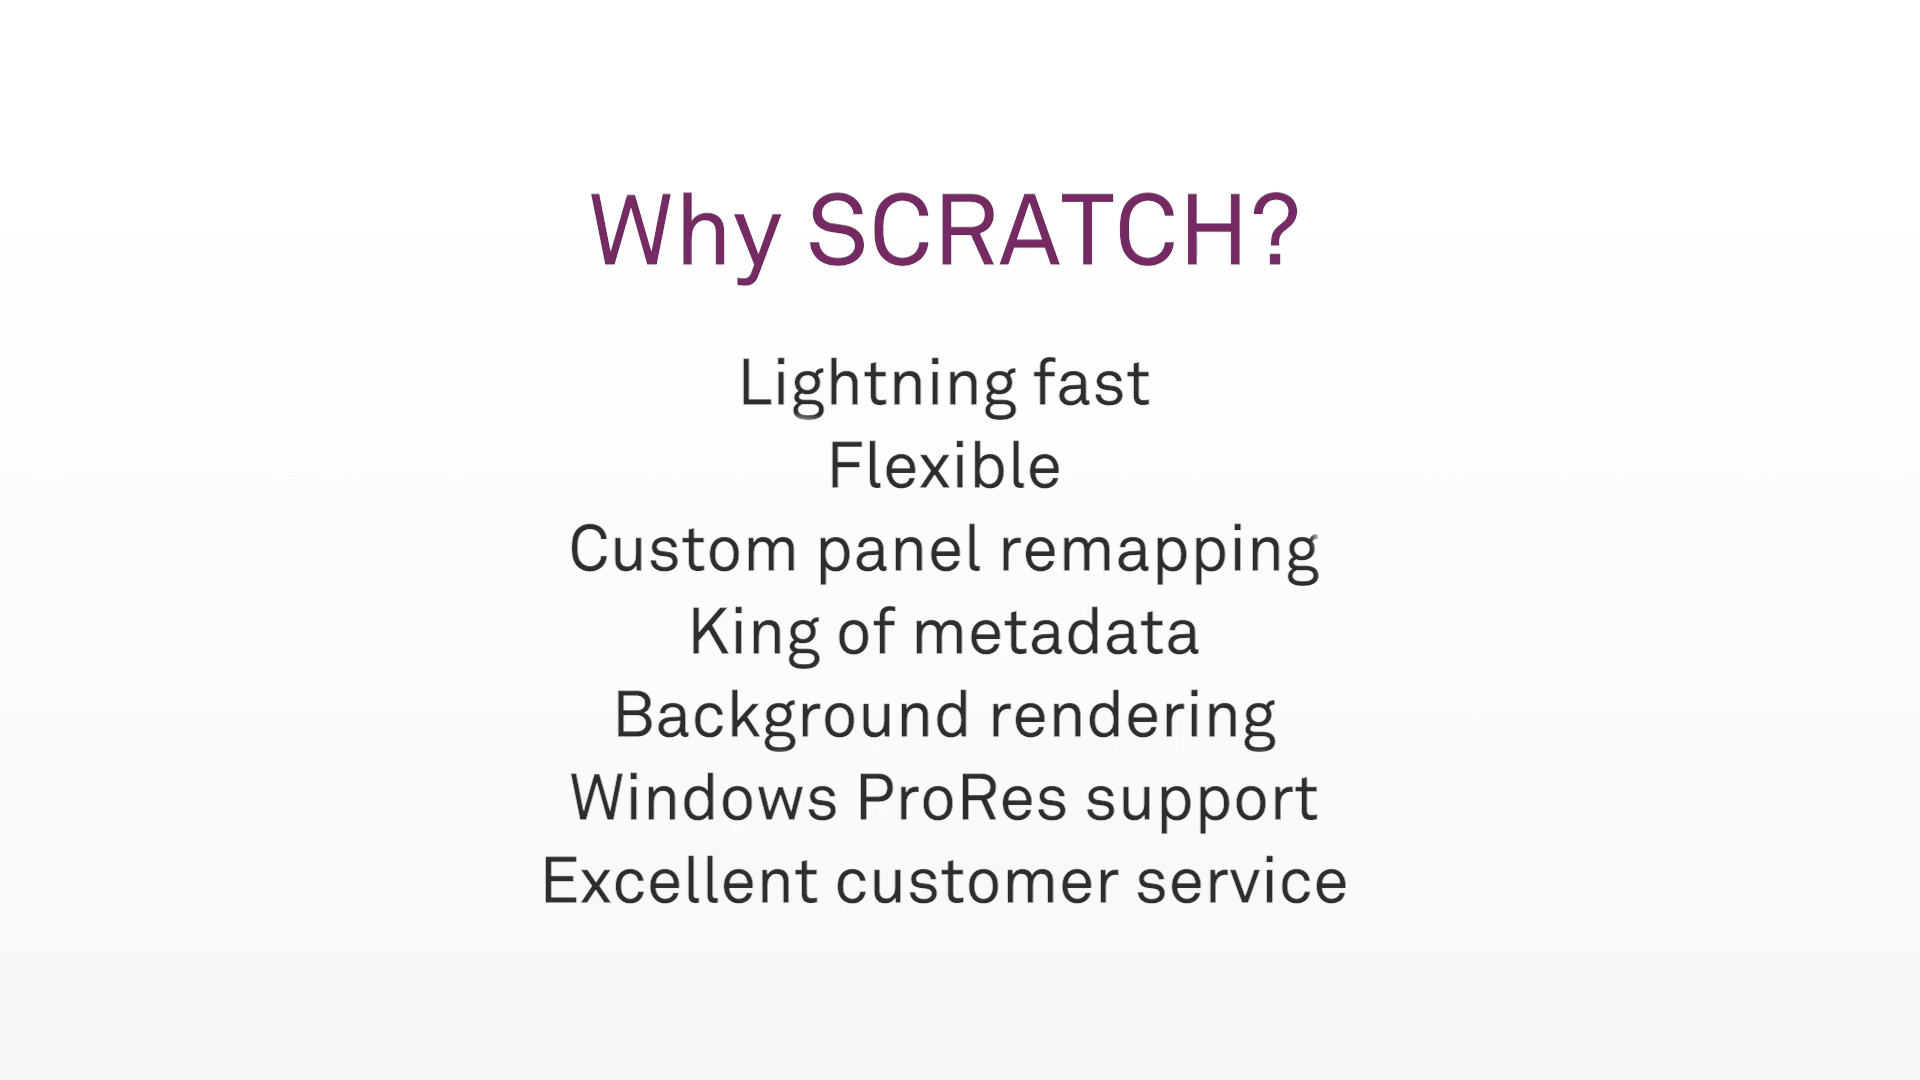 Why SCRATCH?
Lightning fast
Flexible
Custom panel remapping
King of metadata
Background rendering
Windows ProRes support
Excellent customer service